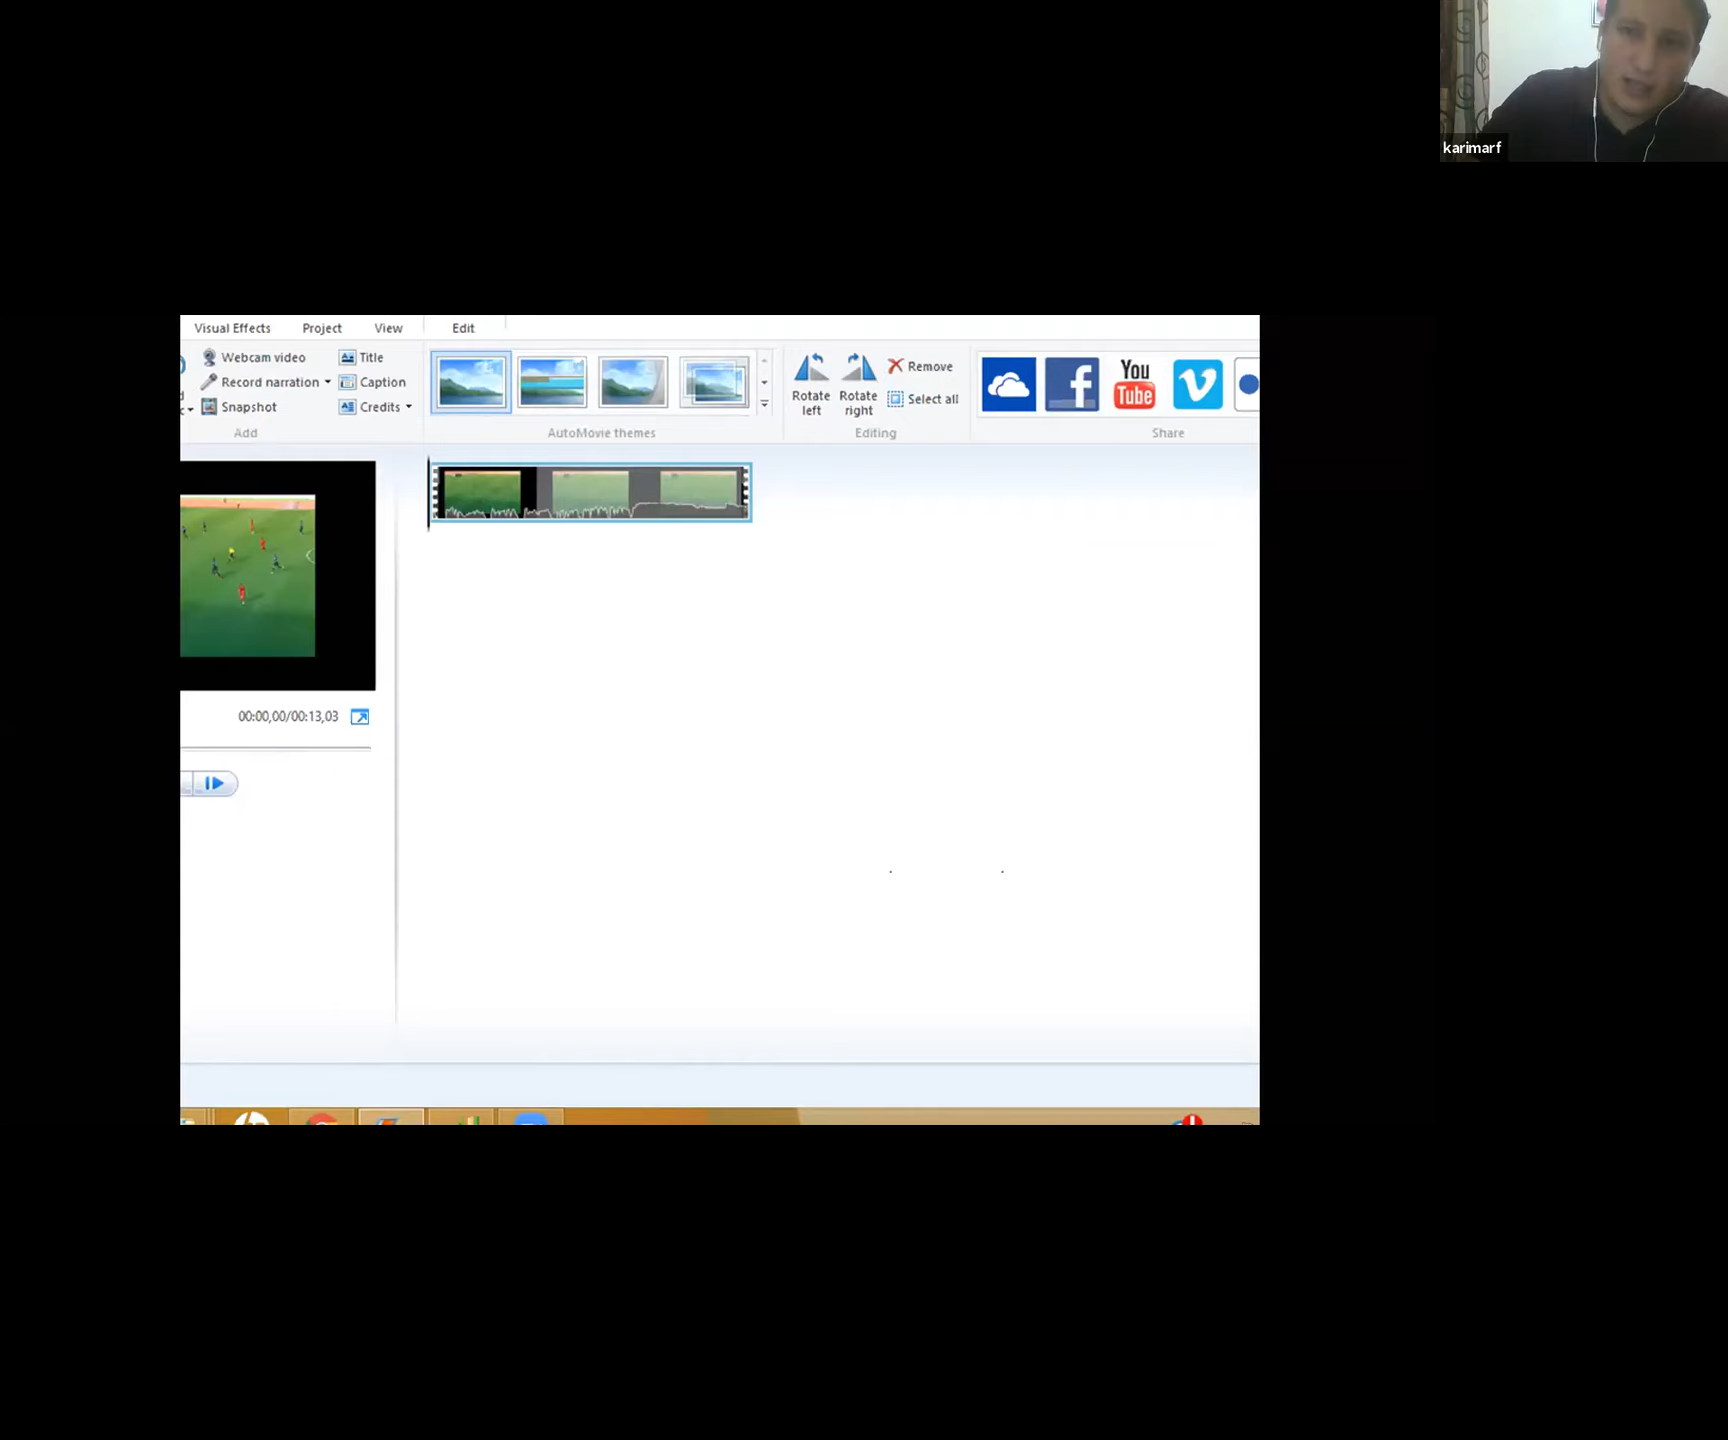 karimarf
Visual Effects Project View Edit
Webcam video
Title
Record narration
Caption
Snapshot
Credits
Add
AutoMovie themes
Rotate left
Rotate right
Remove
Select all
Editing
You
Tube
Share
00:00,00/00:13,03